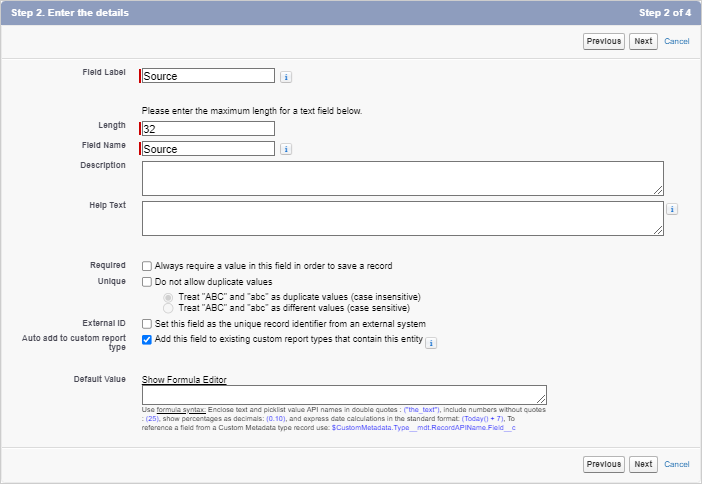 Step 2. Enter the details
Step 2 of 4
Previous Next Cancel
Field Label Source i
Please enter the maximum length for a text field below.
Length 32
Field Name Source i
Description
Help Text i
Required Always require a value in this field in order to save a record
Unique Do not allow duplicate values
Treat "ABC" and "abc" as duplicate values (case insensitive)
Treat "ABC" and "abc" as different values (case sensitive)
External ID Set this field as the unique record identifier from an external system
Auto add to custom report
type
Add this field to existing custom report types that contain this entity i
Default Value Show Formula Editor
Use formula syntax: Enclose text and picklist value API names in double quotes : ("the_text"), include numbers without quotes
: (25), show percentages as decimals: (0.10), and express date calculations in the standard format: (Today() + 7), To
reference a field from a Custom Metadata type record use: $CustomMetadata.Type__mdt.RecordAPIName.Field__c
Previous Next Cancel